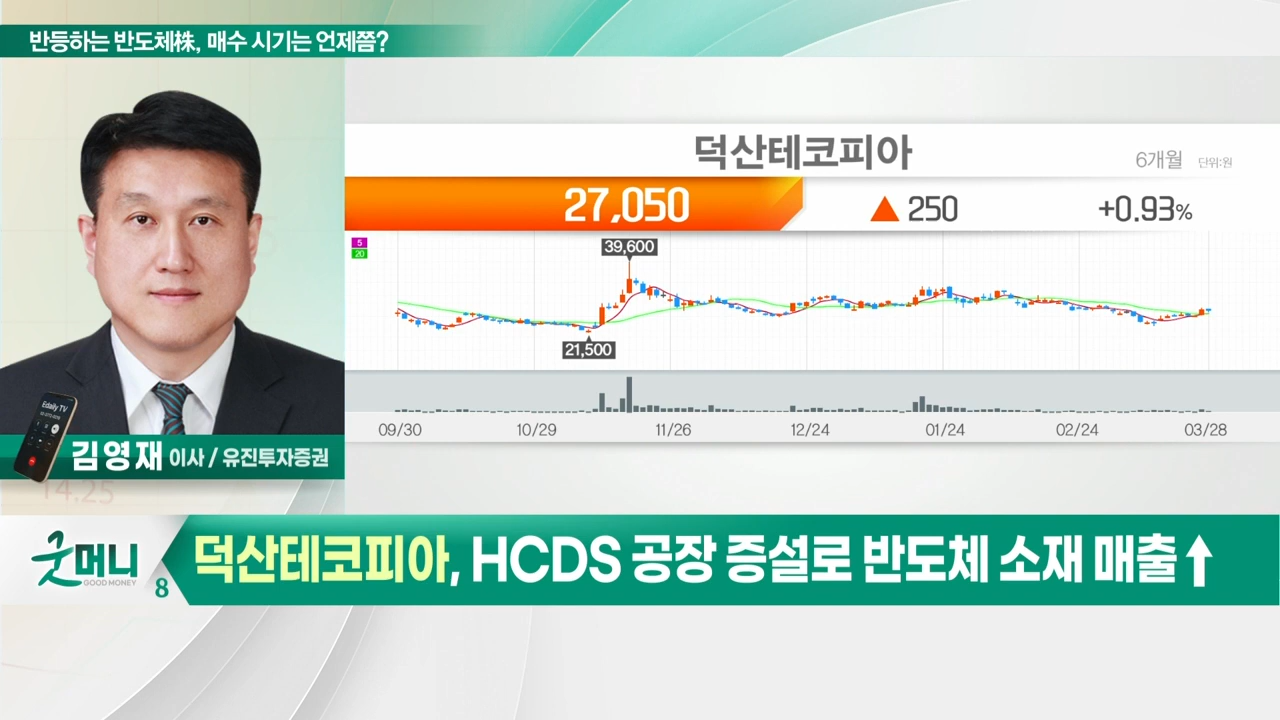 반등하는 반도체株, 매수 시기는 언제쯤?
덕산테코피아
6개월 단위:원
27,050 ▲ 250 +0.93%
5
20
39,600
21,500
09/30 10/29 11/26 12/24 01/24 02/24 03/28
Edaily TV
김영재 이사 / 유진투자증권
14.25
굿머니
GOOD MONEY
8
덕산테코피아, HCDS 공장 증설로 반도체 소재 매출↑